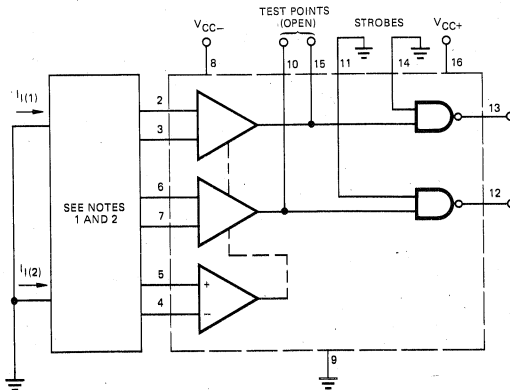 VCC−
TEST POINTS
(OPEN)
STROBES
VCC+
8
10
15
11
14
16
II(1)
2
3
13
6
7
12
SEE NOTES
1 AND 2
II(2)
5
+
4
−
9